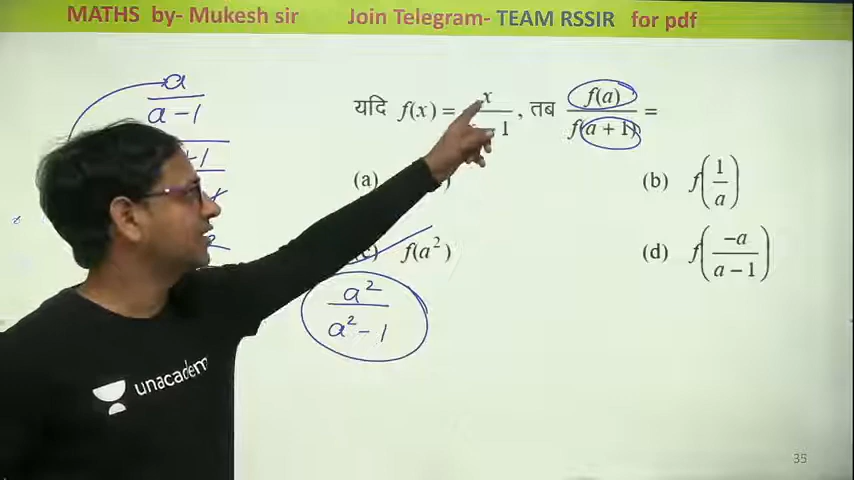 MATHS by- Mukesh sir Join Telegram- TEAM RSSIR for pdf
यदि f(x) = x/ – 1, तब f(a)/f(a + 1) =
a/a – 1
(a)
(b) f(1/a)
(c) f(a²)
(d) f(–a/a – 1)
a²/a² – 1
unacadem
35